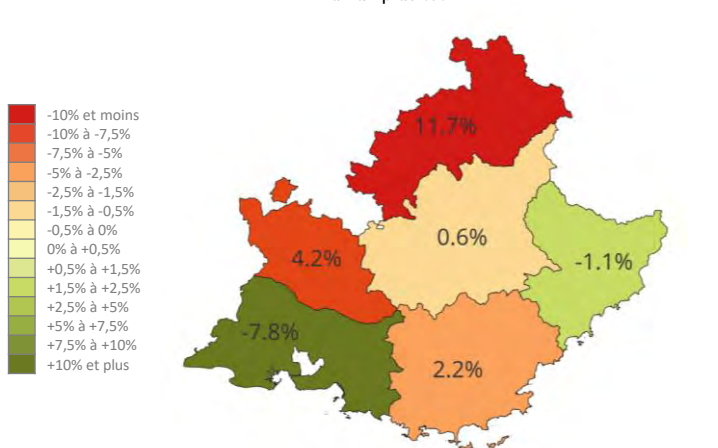 -10% et moins
-10% à -7,5%
-7,5% à -5%
-5% à -2,5%
-2,5% à -1,5%
-1,5% à -0,5%
-0,5% à 0%
0% à +0,5%
+0,5% à +1,5%
+1,5% à +2,5%
+2,5% à +5%
+5% à +7,5%
+7,5% à +10%
+10% et plus
11.7%
0.6%
4.2%
-1.1%
-7.8%
2.2%